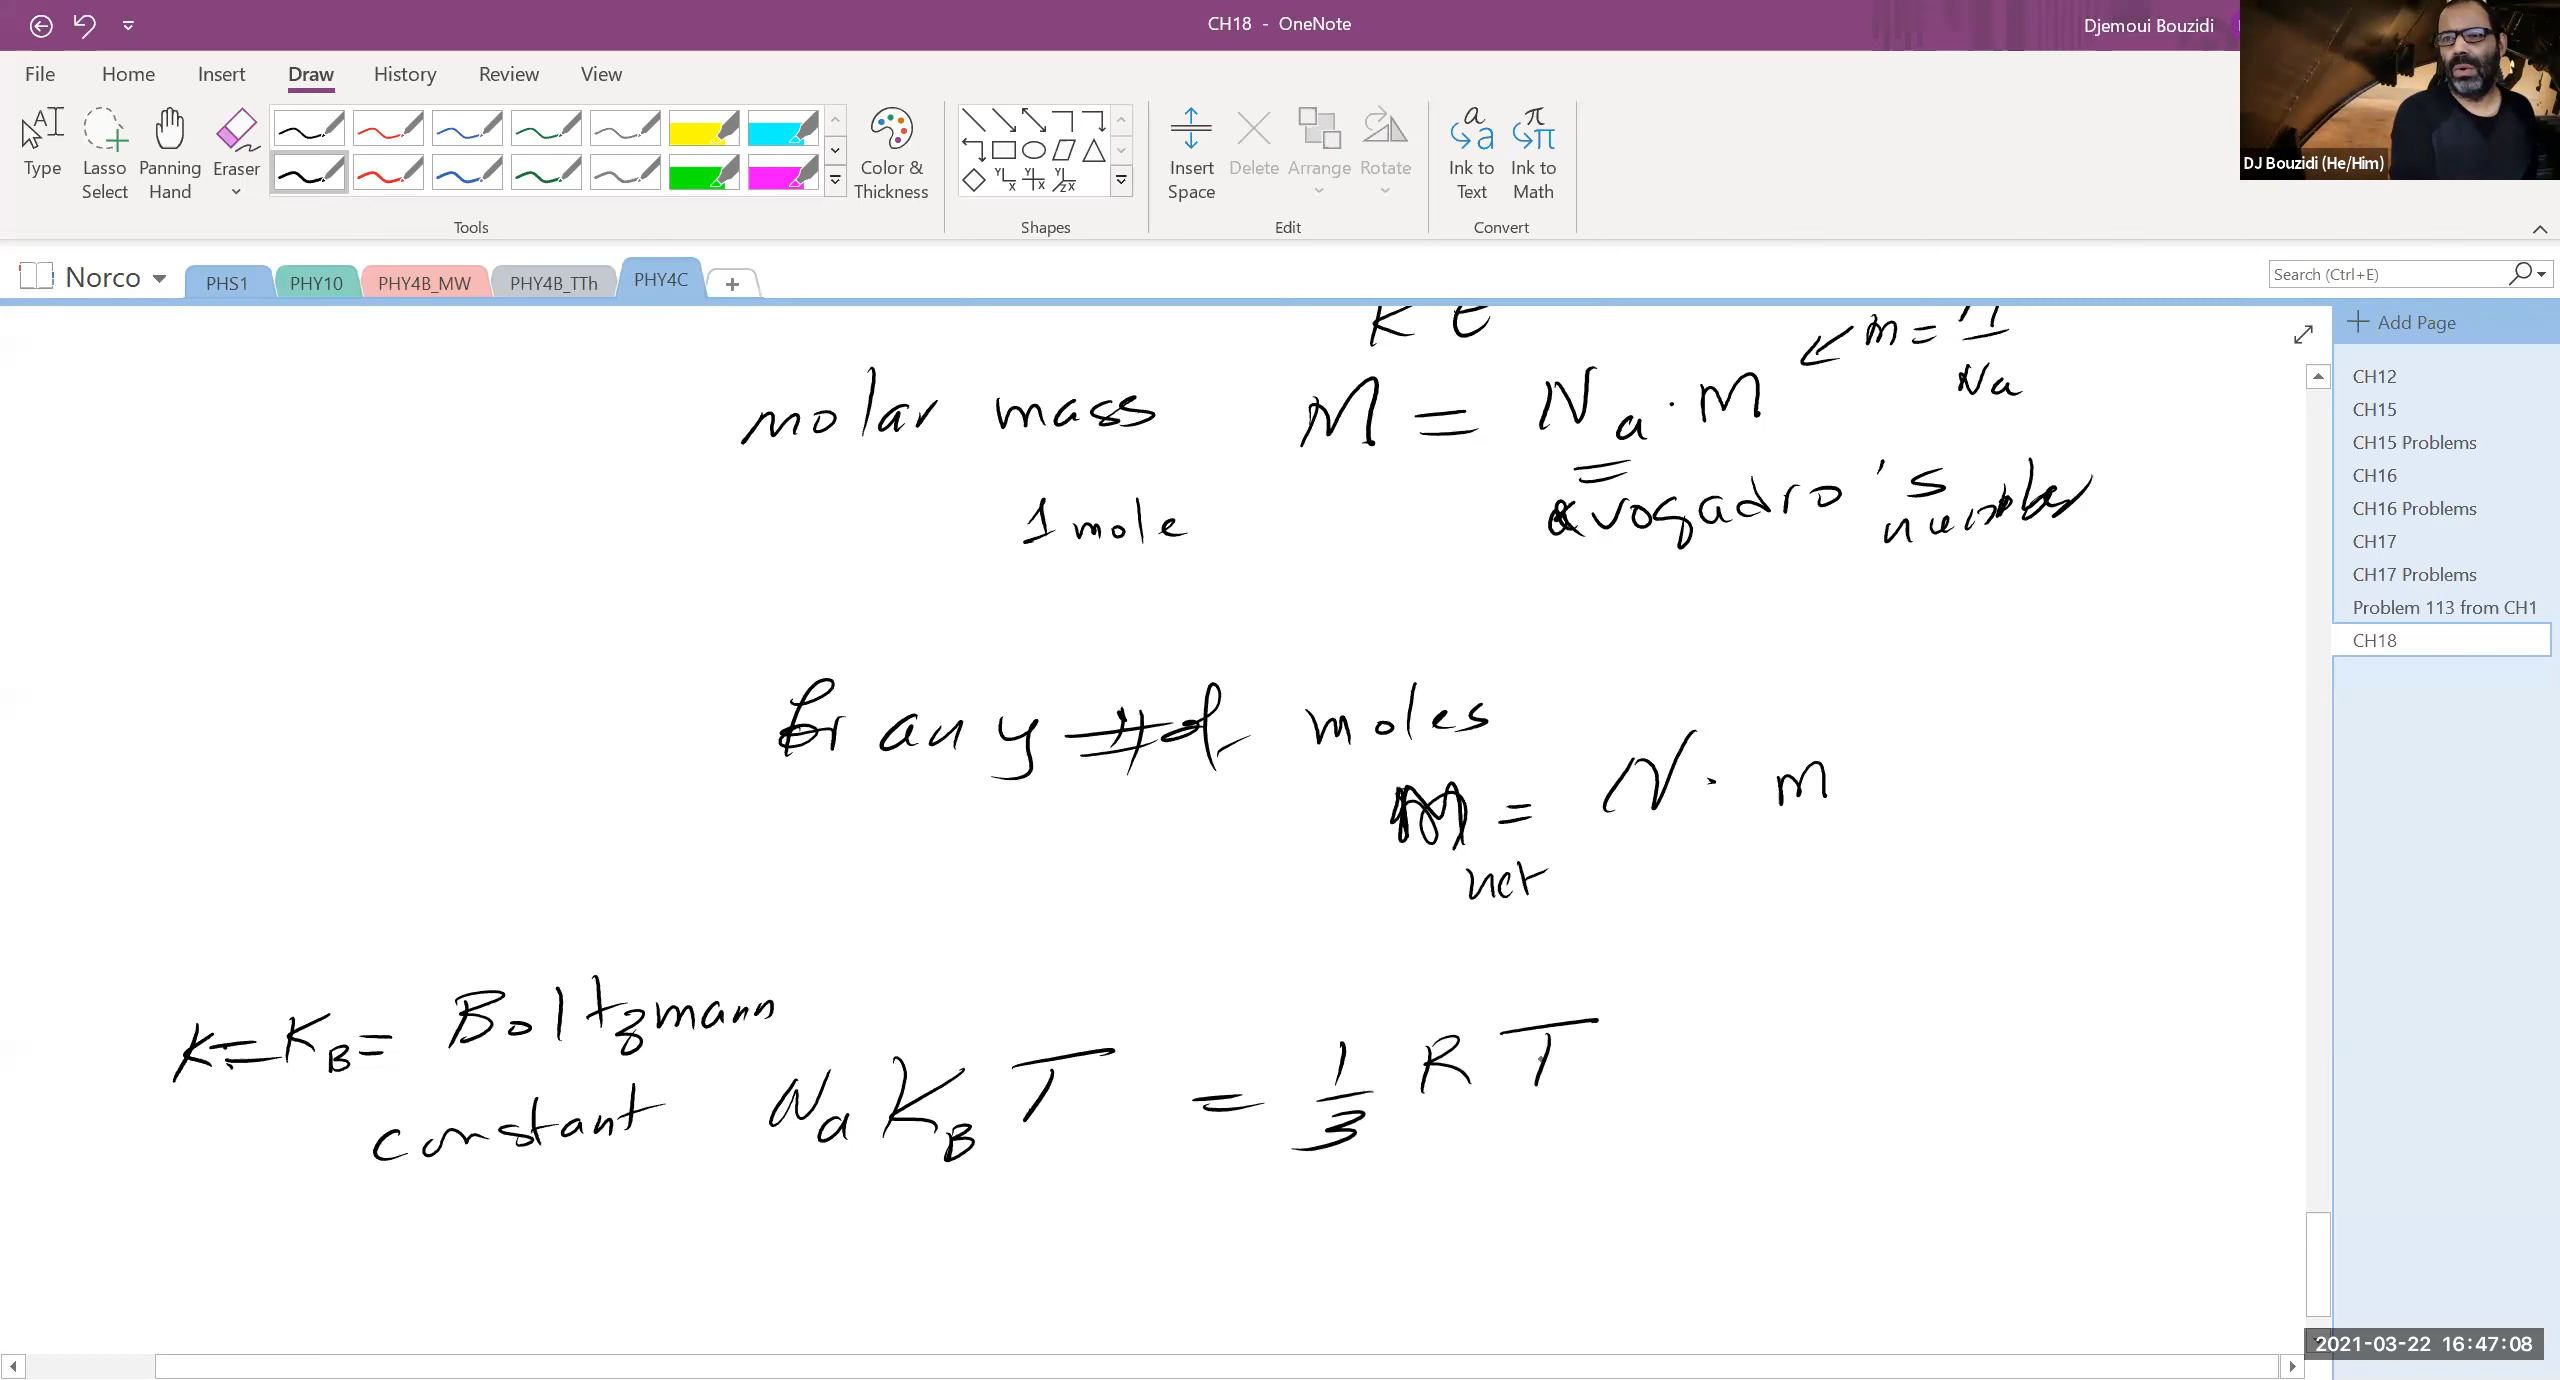 CH18 - OneNote
Djemoui Bouzidi
File Home Insert Draw History Review View
Type
Lasso Select
Panning Hand
Eraser
Color & Thickness
Insert Space
Delete
Arrange
Rotate
Ink to Text
Ink to Math
Tools
Shapes
Edit
Convert
DJ Bouzidi (He/Him)
Norco
PHS1
PHY10
PHY4B_MW
PHY4B_TTh
PHY4C
Search (Ctrl+E)
Add Page
CH12
CH15
CH15 Problems
CH16
CH16 Problems
CH17
CH17 Problems
Problem 113 from CH1
CH18
K E
m = M / Na
molar mass M = Na · m
1 mole
avogadro's number
for any # of moles
M net = N · m
K = KB = Boltzmann
constant
Na KB T = 1/3 R T
2021-03-22 16:47:08